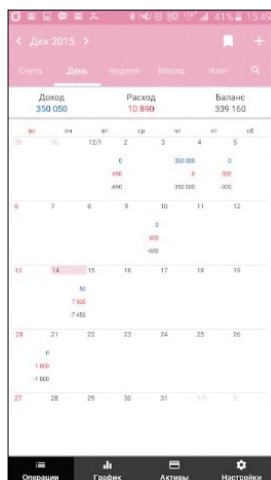 41% 15:49
< Дек 2015 > +
Счета День Неделя Месяц Итог
Доход Расход Баланс
350 050 10 890 339 160
вс пн вт ср чт пт сб
29 30 12/1 2 3 4 5
0 350 000 0
690 0 300
-690 350 000 -300
6 7 8 9 10 11 12
0
600
-600
13 14 15 16 17 18 19
50
7 500
-7 450
20 21 22 23 24 25 26
0
1 800
-1 800
27 28 29 30 31 1/1 2
Операции График Активы Настройки